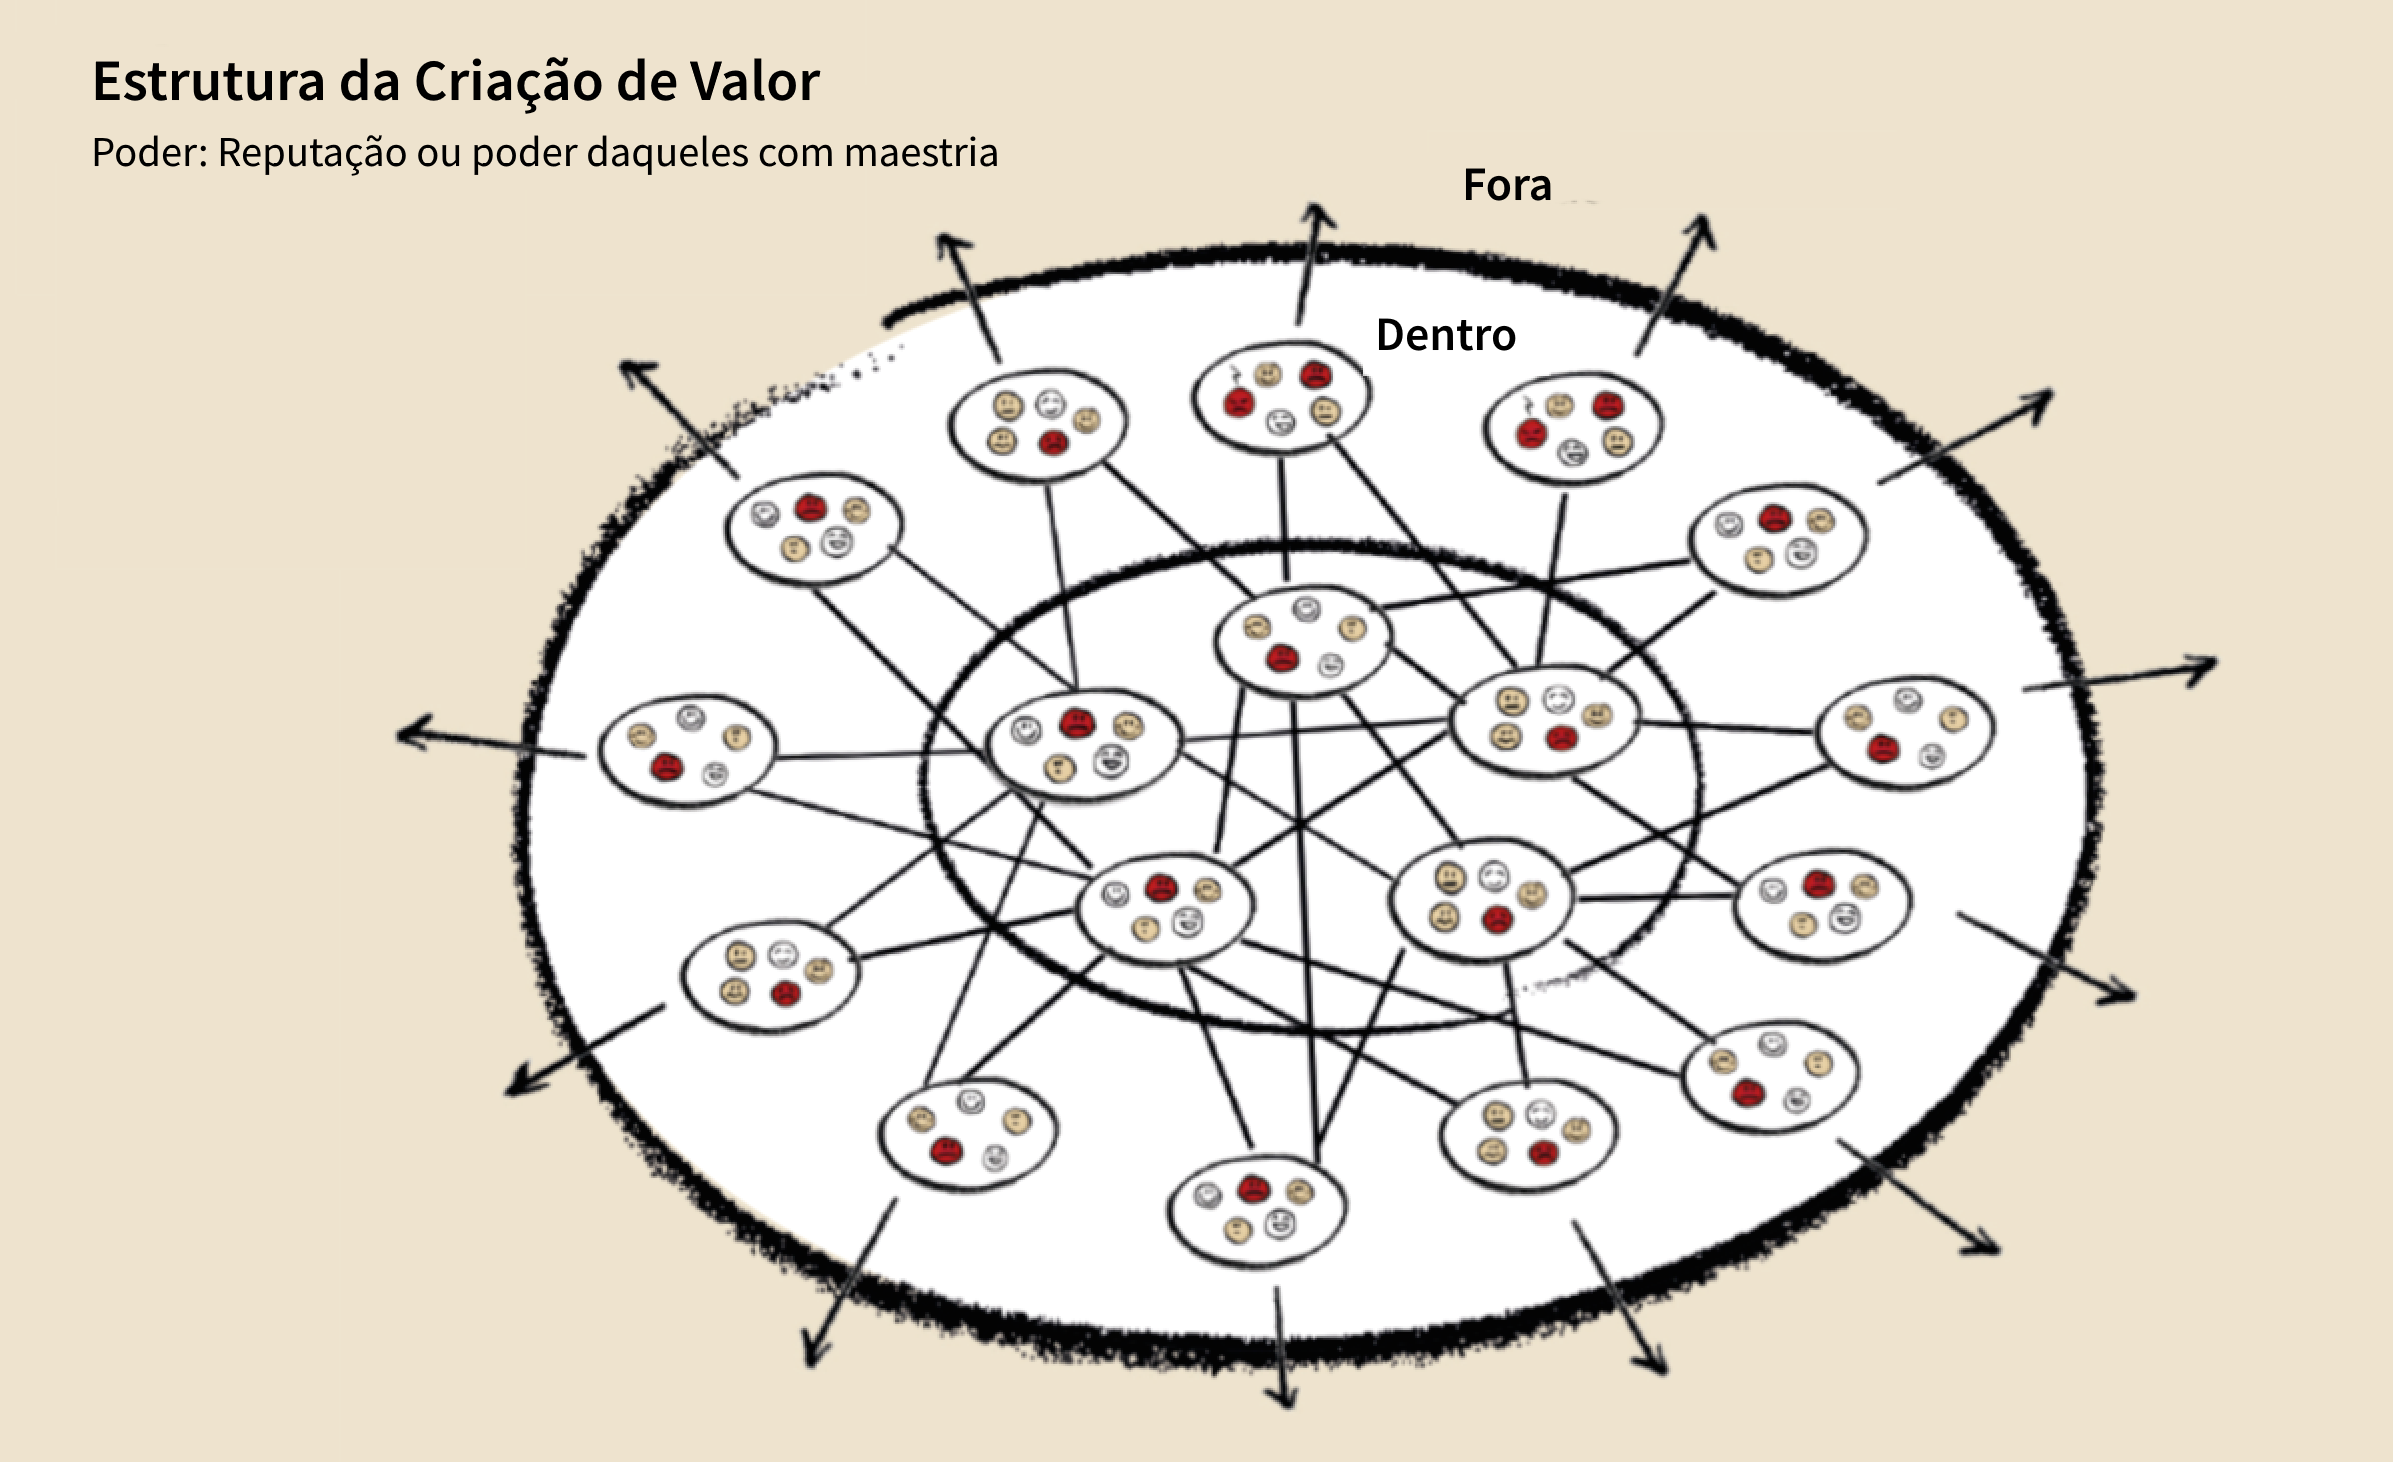 Estrutura da Criação de Valor
Poder: Reputação ou poder daqueles com maestria
Fora
Dentro